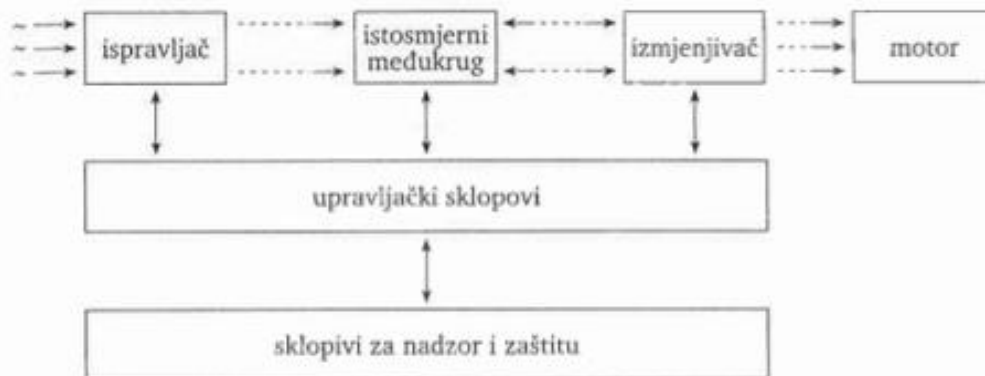 ~
~
~
ispravljač
istosmjerni
međukrug
izmjenjivač
motor
upravljački sklopovi
sklopivi za nadzor i zaštitu